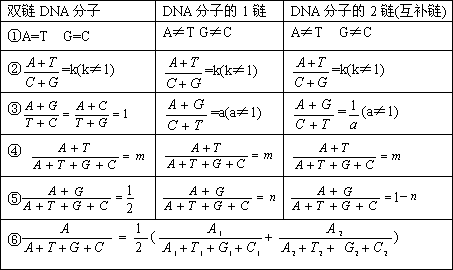 双链 DNA 分子 DNA 分子的 1 链 DNA 分子的 2 链(互补链)
①A=T G=C A≠T G≠C A≠T G≠C
② \frac{A+T}{C+G}=k(k≠1) \frac{A+T}{C+G}=k(k≠1) \frac{A+T}{C+G}=k(k≠1)
③ \frac{A+G}{T+C}=\frac{A+C}{T+G}=1 \frac{A+G}{C+T}=a(a≠1) \frac{A+G}{C+T}=\frac{1}{a}(a≠1)
④ \frac{A+T}{A+T+G+C}=m \frac{A+T}{A+T+G+C}=m \frac{A+T}{A+T+G+C}=m
⑤ \frac{A+G}{A+T+G+C}=\frac{1}{2} \frac{A+G}{A+T+G+C}=n \frac{A+G}{A+T+G+C}=1-n
⑥ \frac{A}{A+T+G+C}=\frac{1}{2}(\frac{A_1}{A_1+T_1+G_1+C_1}+\frac{A_2}{A_2+T_2+G_2+C_2})